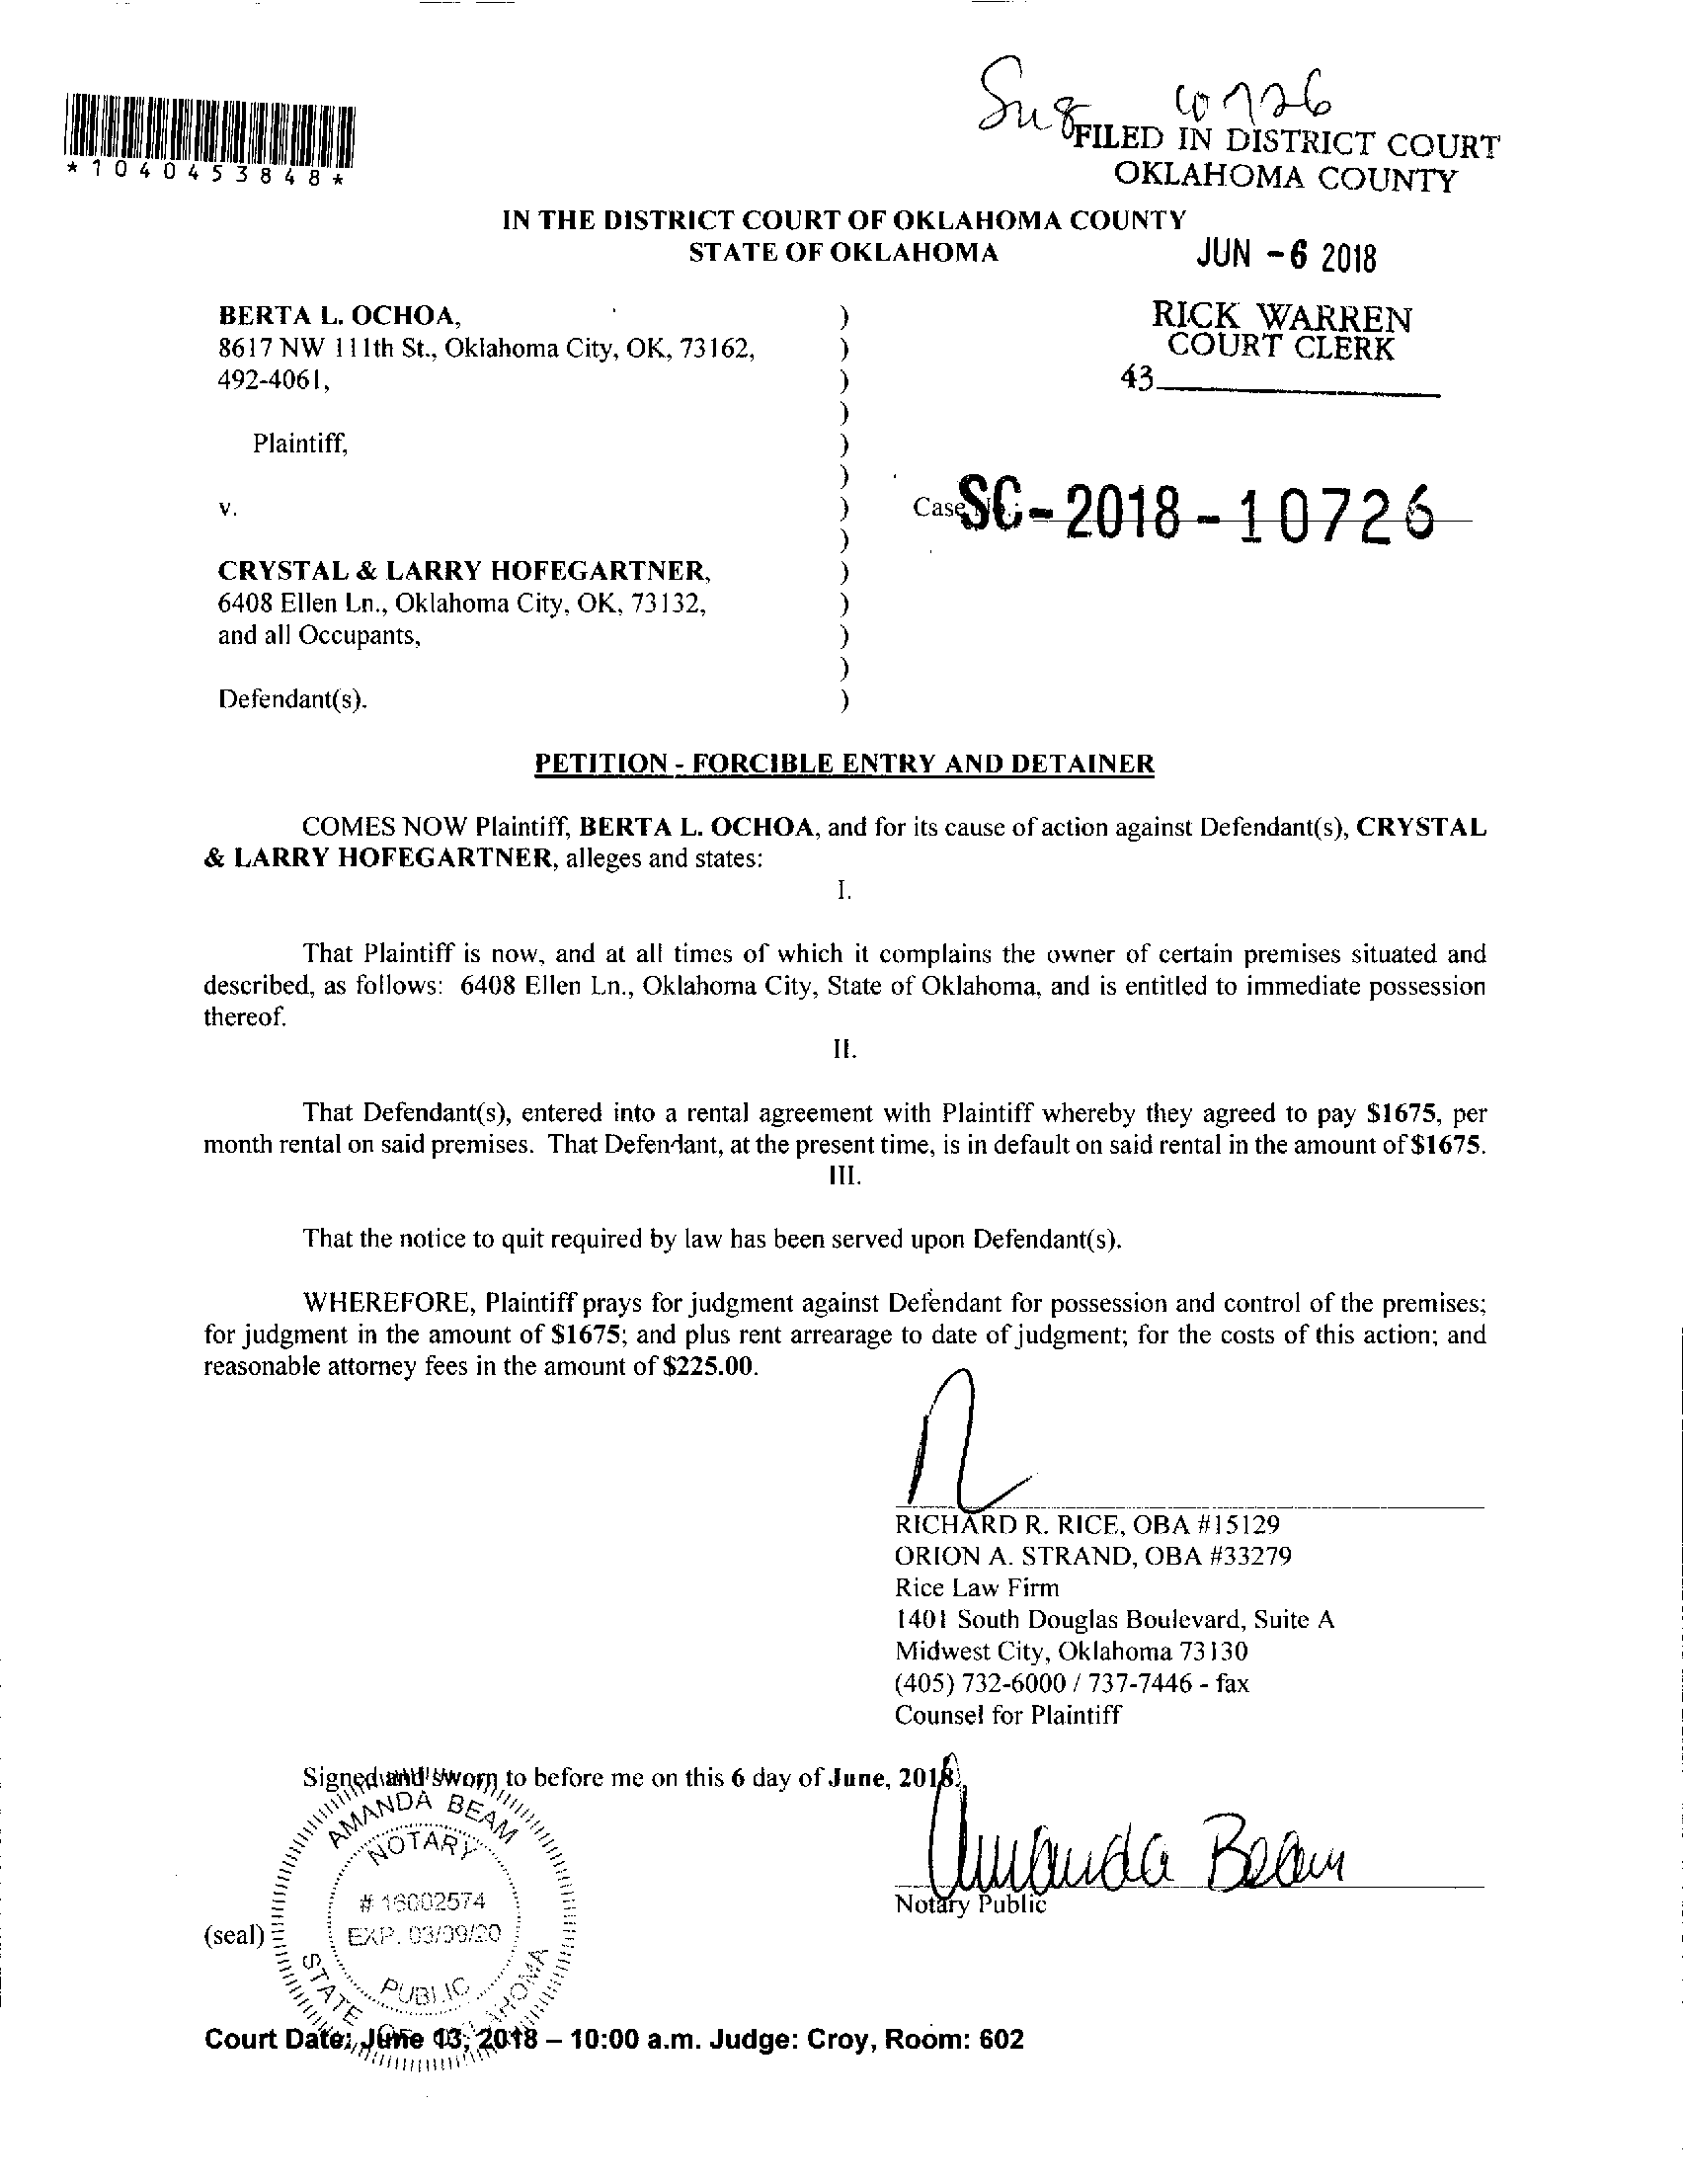 *1040453848*
FILED IN DISTRICT COURT
OKLAHOMA COUNTY
IN THE DISTRICT COURT OF OKLAHOMA COUNTY
STATE OF OKLAHOMA
JUN -6 2018
BERTA L. OCHOA, )
RICK WARREN
8617 NW 111th St., Oklahoma City, OK, 73162, )
COURT CLERK
492-4061, )
43
)
Plaintiff, )
)
v. ) Case No.: SC-2018-10726
)
CRYSTAL & LARRY HOFEGARTNER, )
6408 Ellen Ln., Oklahoma City, OK, 73132, )
and all Occupants, )
)
Defendant(s). )
PETITION - FORCIBLE ENTRY AND DETAINER
COMES NOW Plaintiff, BERTA L. OCHOA, and for its cause of action against Defendant(s), CRYSTAL
& LARRY HOFEGARTNER, alleges and states:
I.
That Plaintiff is now, and at all times of which it complains the owner of certain premises situated and
described, as follows: 6408 Ellen Ln., Oklahoma City, State of Oklahoma, and is entitled to immediate possession
thereof.
II.
That Defendant(s), entered into a rental agreement with Plaintiff whereby they agreed to pay $1675, per
month rental on said premises. That Defendant, at the present time, is in default on said rental in the amount of $1675.
III.
That the notice to quit required by law has been served upon Defendant(s).
WHEREFORE, Plaintiff prays for judgment against Defendant for possession and control of the premises;
for judgment in the amount of $1675; and plus rent arrearage to date of judgment; for the costs of this action; and
reasonable attorney fees in the amount of $225.00.
RICHARD R. RICE, OBA #15129
ORION A. STRAND, OBA #33279
Rice Law Firm
1401 South Douglas Boulevard, Suite A
Midwest City, Oklahoma 73130
(405) 732-6000 / 737-7446 - fax
Counsel for Plaintiff
Signed and sworn to before me on this 6 day of June, 2018.
AMANDA BEAM
NOTARY
# 16002574
EXP. 03/09/20
PUBLIC
STATE OF OKLAHOMA
Amanda Beam
Notary Public
(seal)
Court Date: June 13, 2018 – 10:00 a.m. Judge: Croy, Room: 602